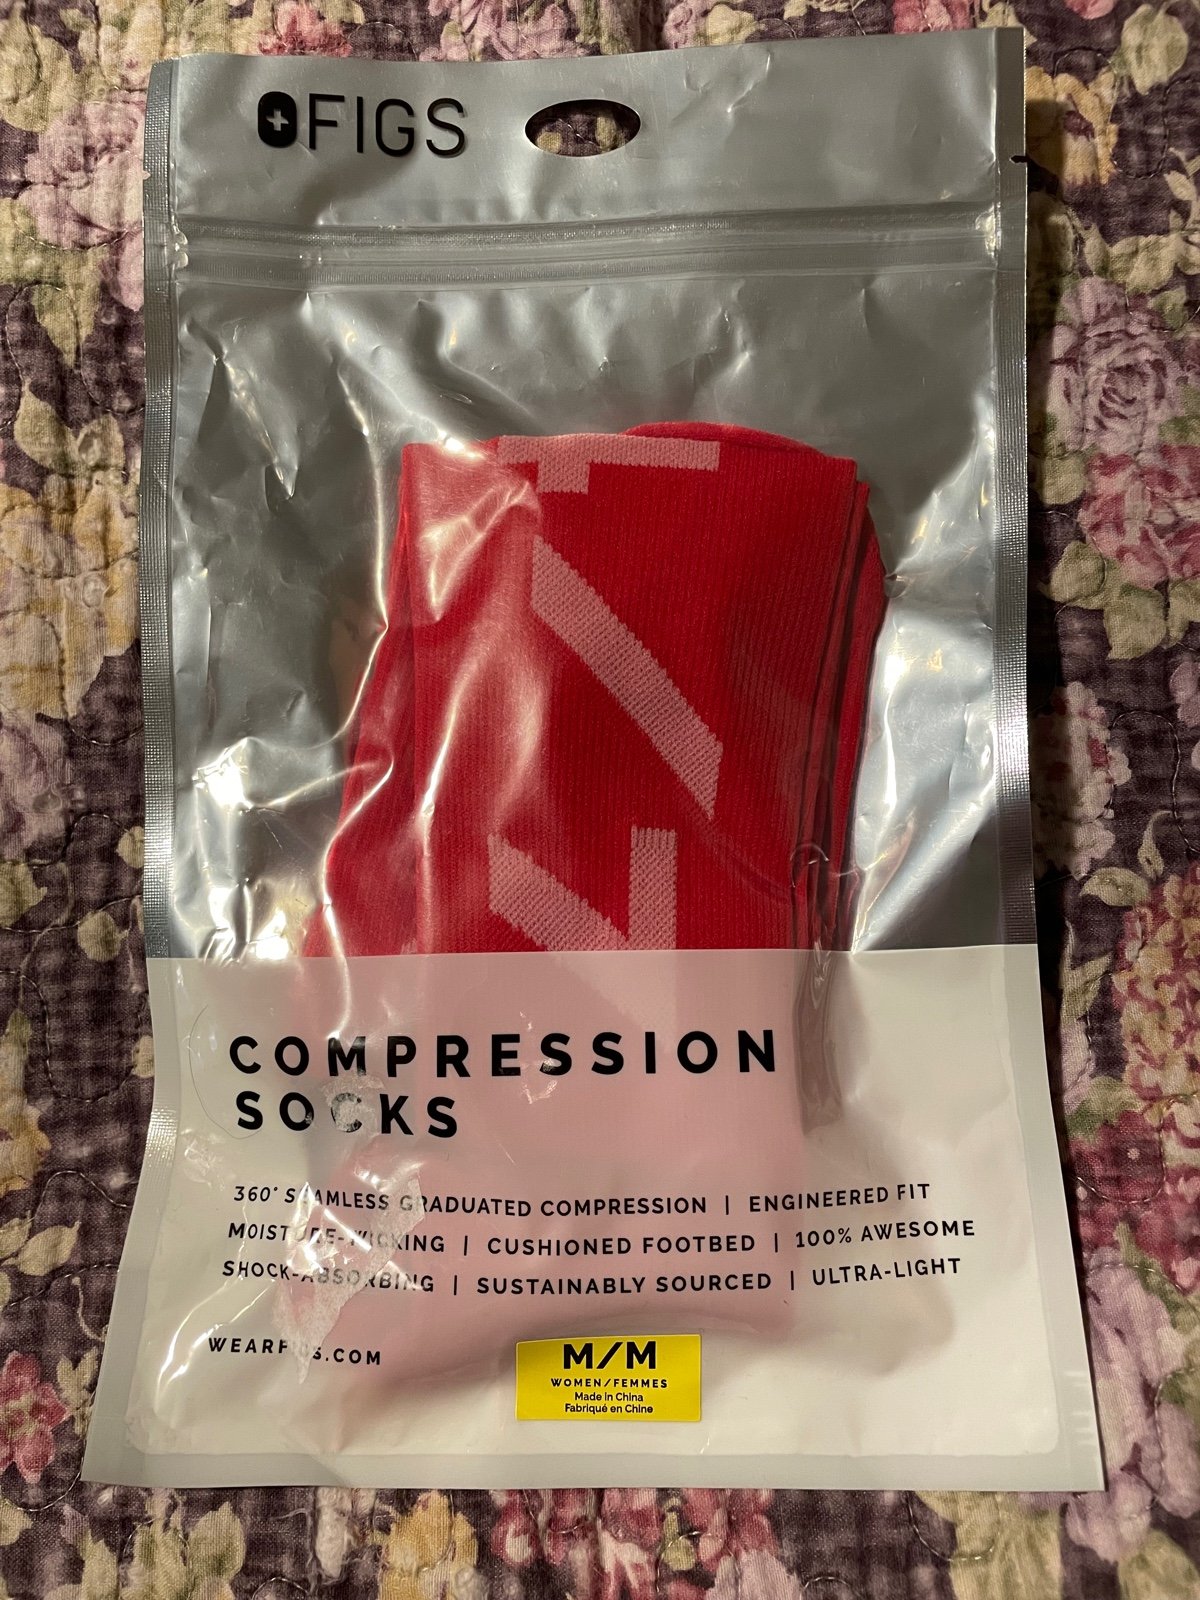 FIGS
COMPRESSION
SOCKS
360° SEAMLESS GRADUATED COMPRESSION | ENGINEERED FIT
MOISTURE-WICKING | CUSHIONED FOOTBED | 100% AWESOME
SHOCK-ABSORBING | SUSTAINABLY SOURCED | ULTRA-LIGHT
WEARFIGS.COM
M/M
WOMEN/FEMMES
Made in China
Fabriqué en Chine